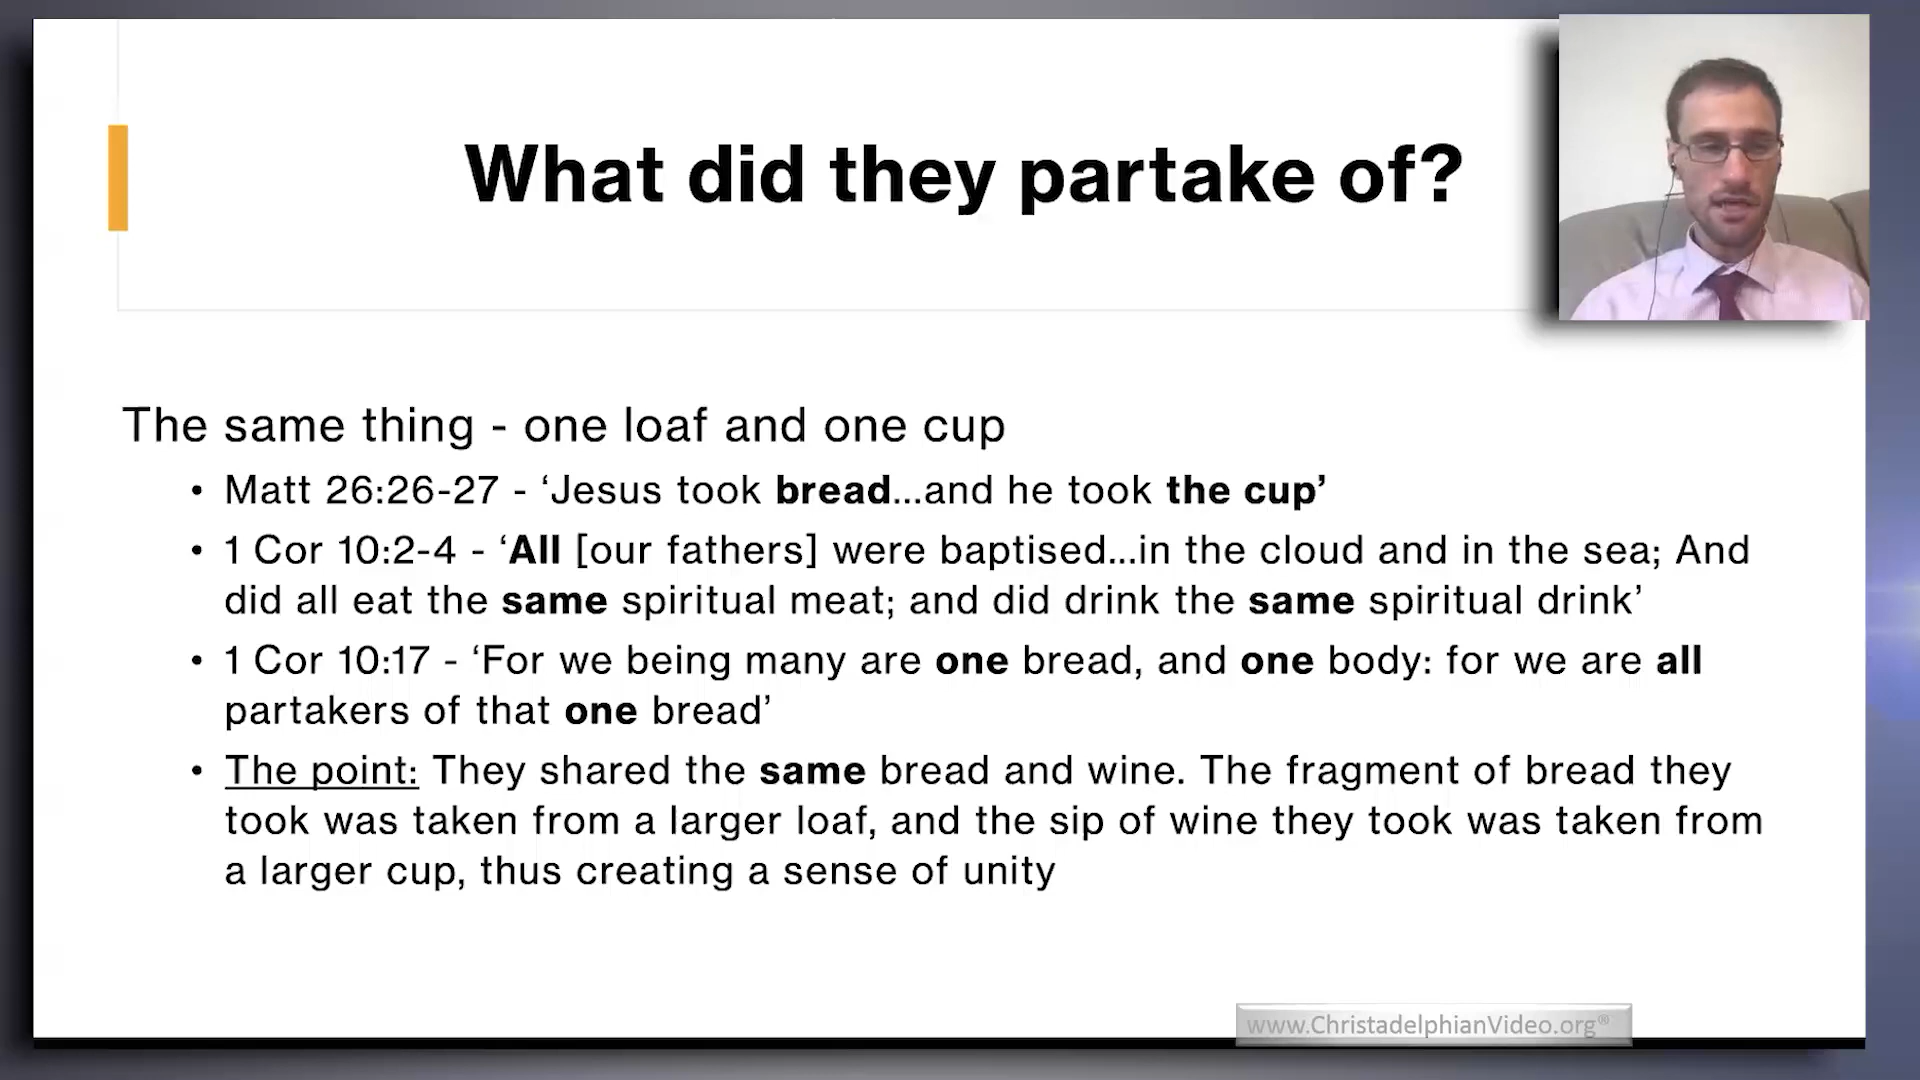 What did they partake of?
The same thing - one loaf and one cup
• Matt 26:26-27 - ‘Jesus took bread...and he took the cup’
• 1 Cor 10:2-4 - ‘All [our fathers] were baptised...in the cloud and in the sea; And
did all eat the same spiritual meat; and did drink the same spiritual drink’
• 1 Cor 10:17 - ‘For we being many are one bread, and one body: for we are all
partakers of that one bread’
• The point: They shared the same bread and wine. The fragment of bread they
took was taken from a larger loaf, and the sip of wine they took was taken from
a larger cup, thus creating a sense of unity
www.ChristadelphianVideo.org®